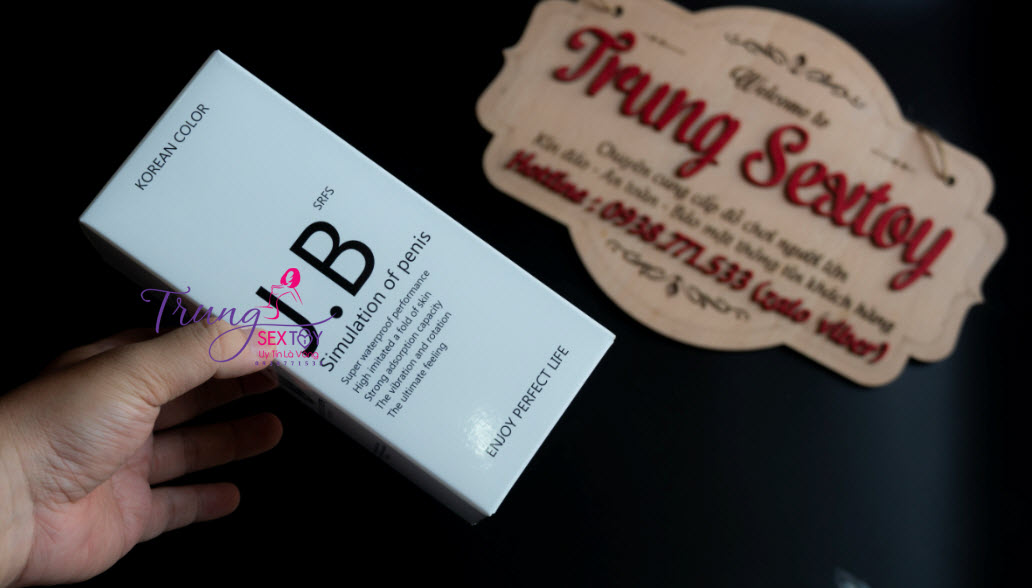 KOREAN COLOR
SRFS
J.B
Simulation of penis
Super waterproof performance
High imitated a fold of skin
Strong adsorption capacity
The vibration and rotation
The ultimate feeling
ENJOY PERFECT LIFE
Trung
SEXTOY
Uy Tín Là Vàng
Welcome to
Trung Sextoy
Chuyên cung cấp đồ chơi người lớn
Kín đáo - An toàn - Bảo mật thông tin khách hàng
Hotline : 0938.771.533 (zalo viber)